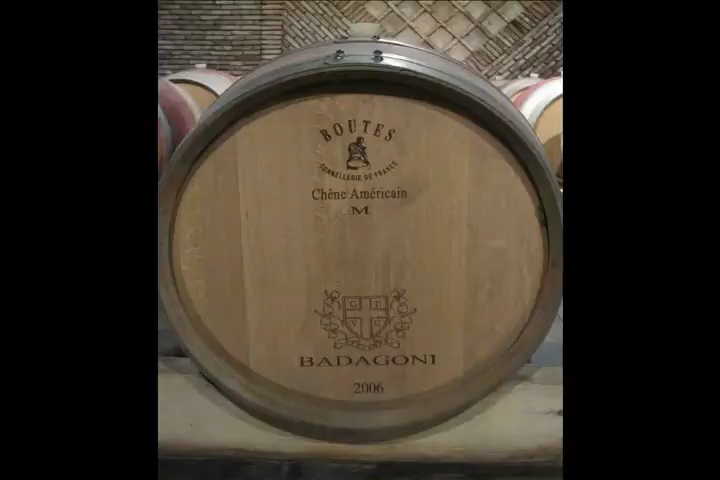 BOUTES
TONNELLERIE DE FRANCE
Chêne Américain
M
BADAGONI
2006